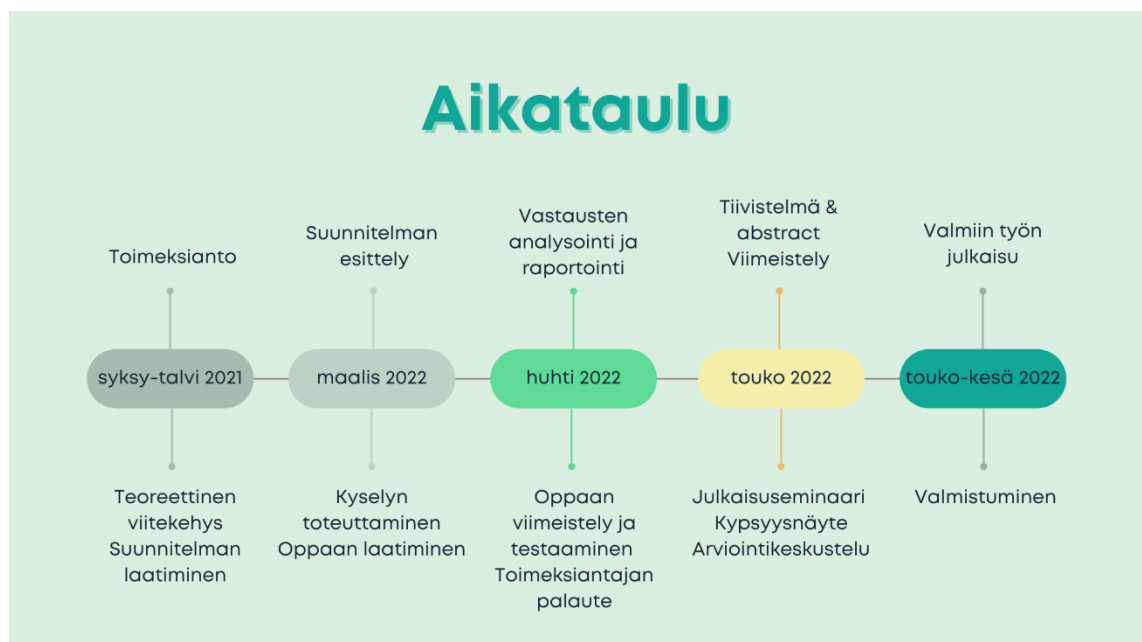 Aikataulu
Toimeksianto
Suunnitelman
esittely
Vastausten
analysointi ja
raportointi
Tiivistelmä &
abstract
Viimeistely
Valmiin työn
julkaisu
syksy-talvi 2021
maalis 2022
huhti 2022
touko 2022
touko-kesä 2022
Teoreettinen
viitekehys
Suunnitelman
laatiminen
Kyselyn
toteuttaminen
Oppaan laatiminen
Oppaan
viimeistely ja
testaaminen
Toimeksiantajan
palaute
Julkaisuseminaari
Kypsyysnäyte
Arviointikeskustelu
Valmistuminen